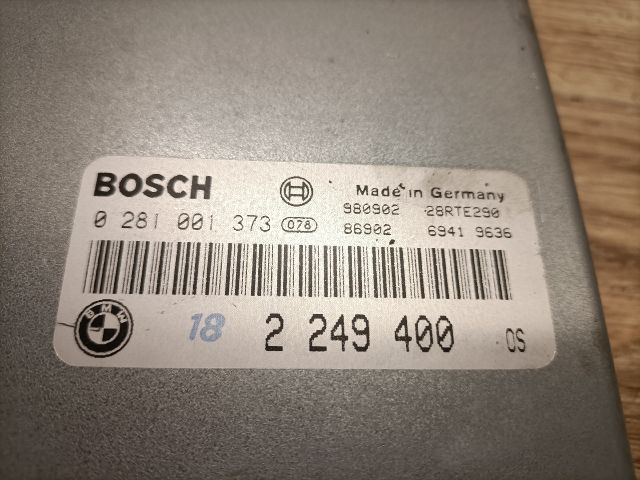 BOSCH Made in Germany
0 281 001 373 078 980902 28RTE290
86902 6941 9636
BMW 18 2 249 400 OS